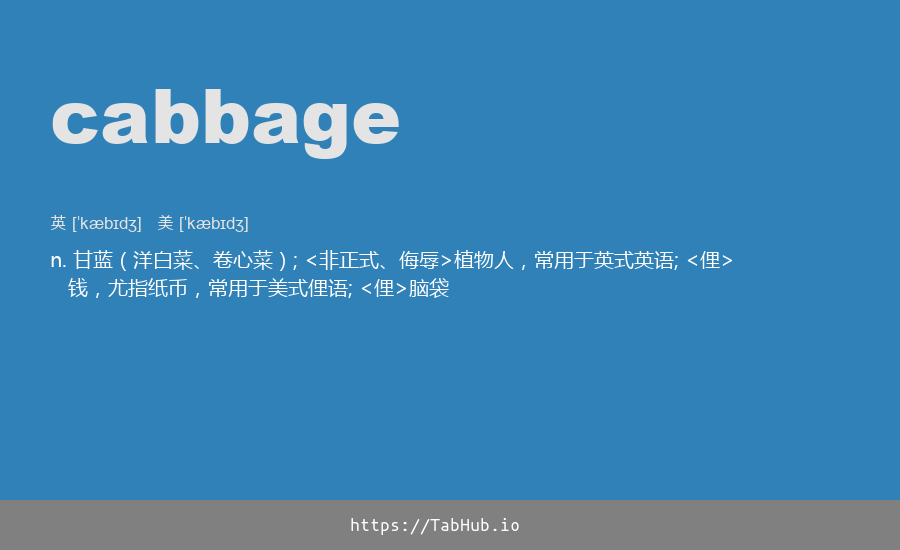 cabbage
英 [ˈkæbɪdʒ] 美 [ˈkæbɪdʒ]
n. 甘蓝（洋白菜、卷心菜）; <非正式、侮辱>植物人，常用于英式英语; <俚>
钱，尤指纸币，常用于美式俚语; <俚>脑袋
https://TabHub.io